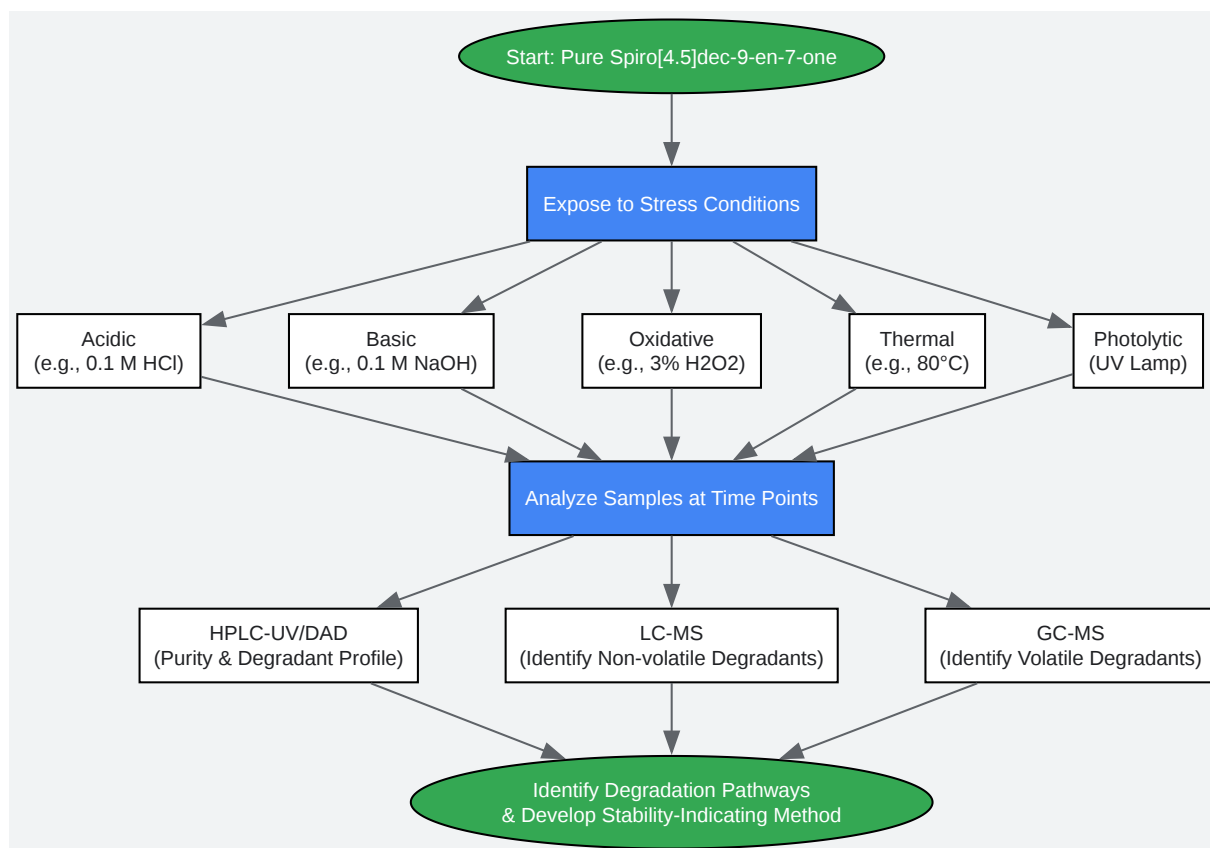 Start: Pure Spiro[4.5]dec-9-en-7-one
Expose to Stress Conditions
Acidic
(e.g., 0.1 M HCl)
Basic
(e.g., 0.1 M NaOH)
Oxidative
(e.g., 3% H2O2)
Thermal
(e.g., 80°C)
Photolytic
(UV Lamp)
Analyze Samples at Time Points
HPLC-UV/DAD
(Purity & Degradant Profile)
LC-MS
(Identify Non-volatile Degradants)
GC-MS
(Identify Volatile Degradants)
Identify Degradation Pathways
& Develop Stability-Indicating Method